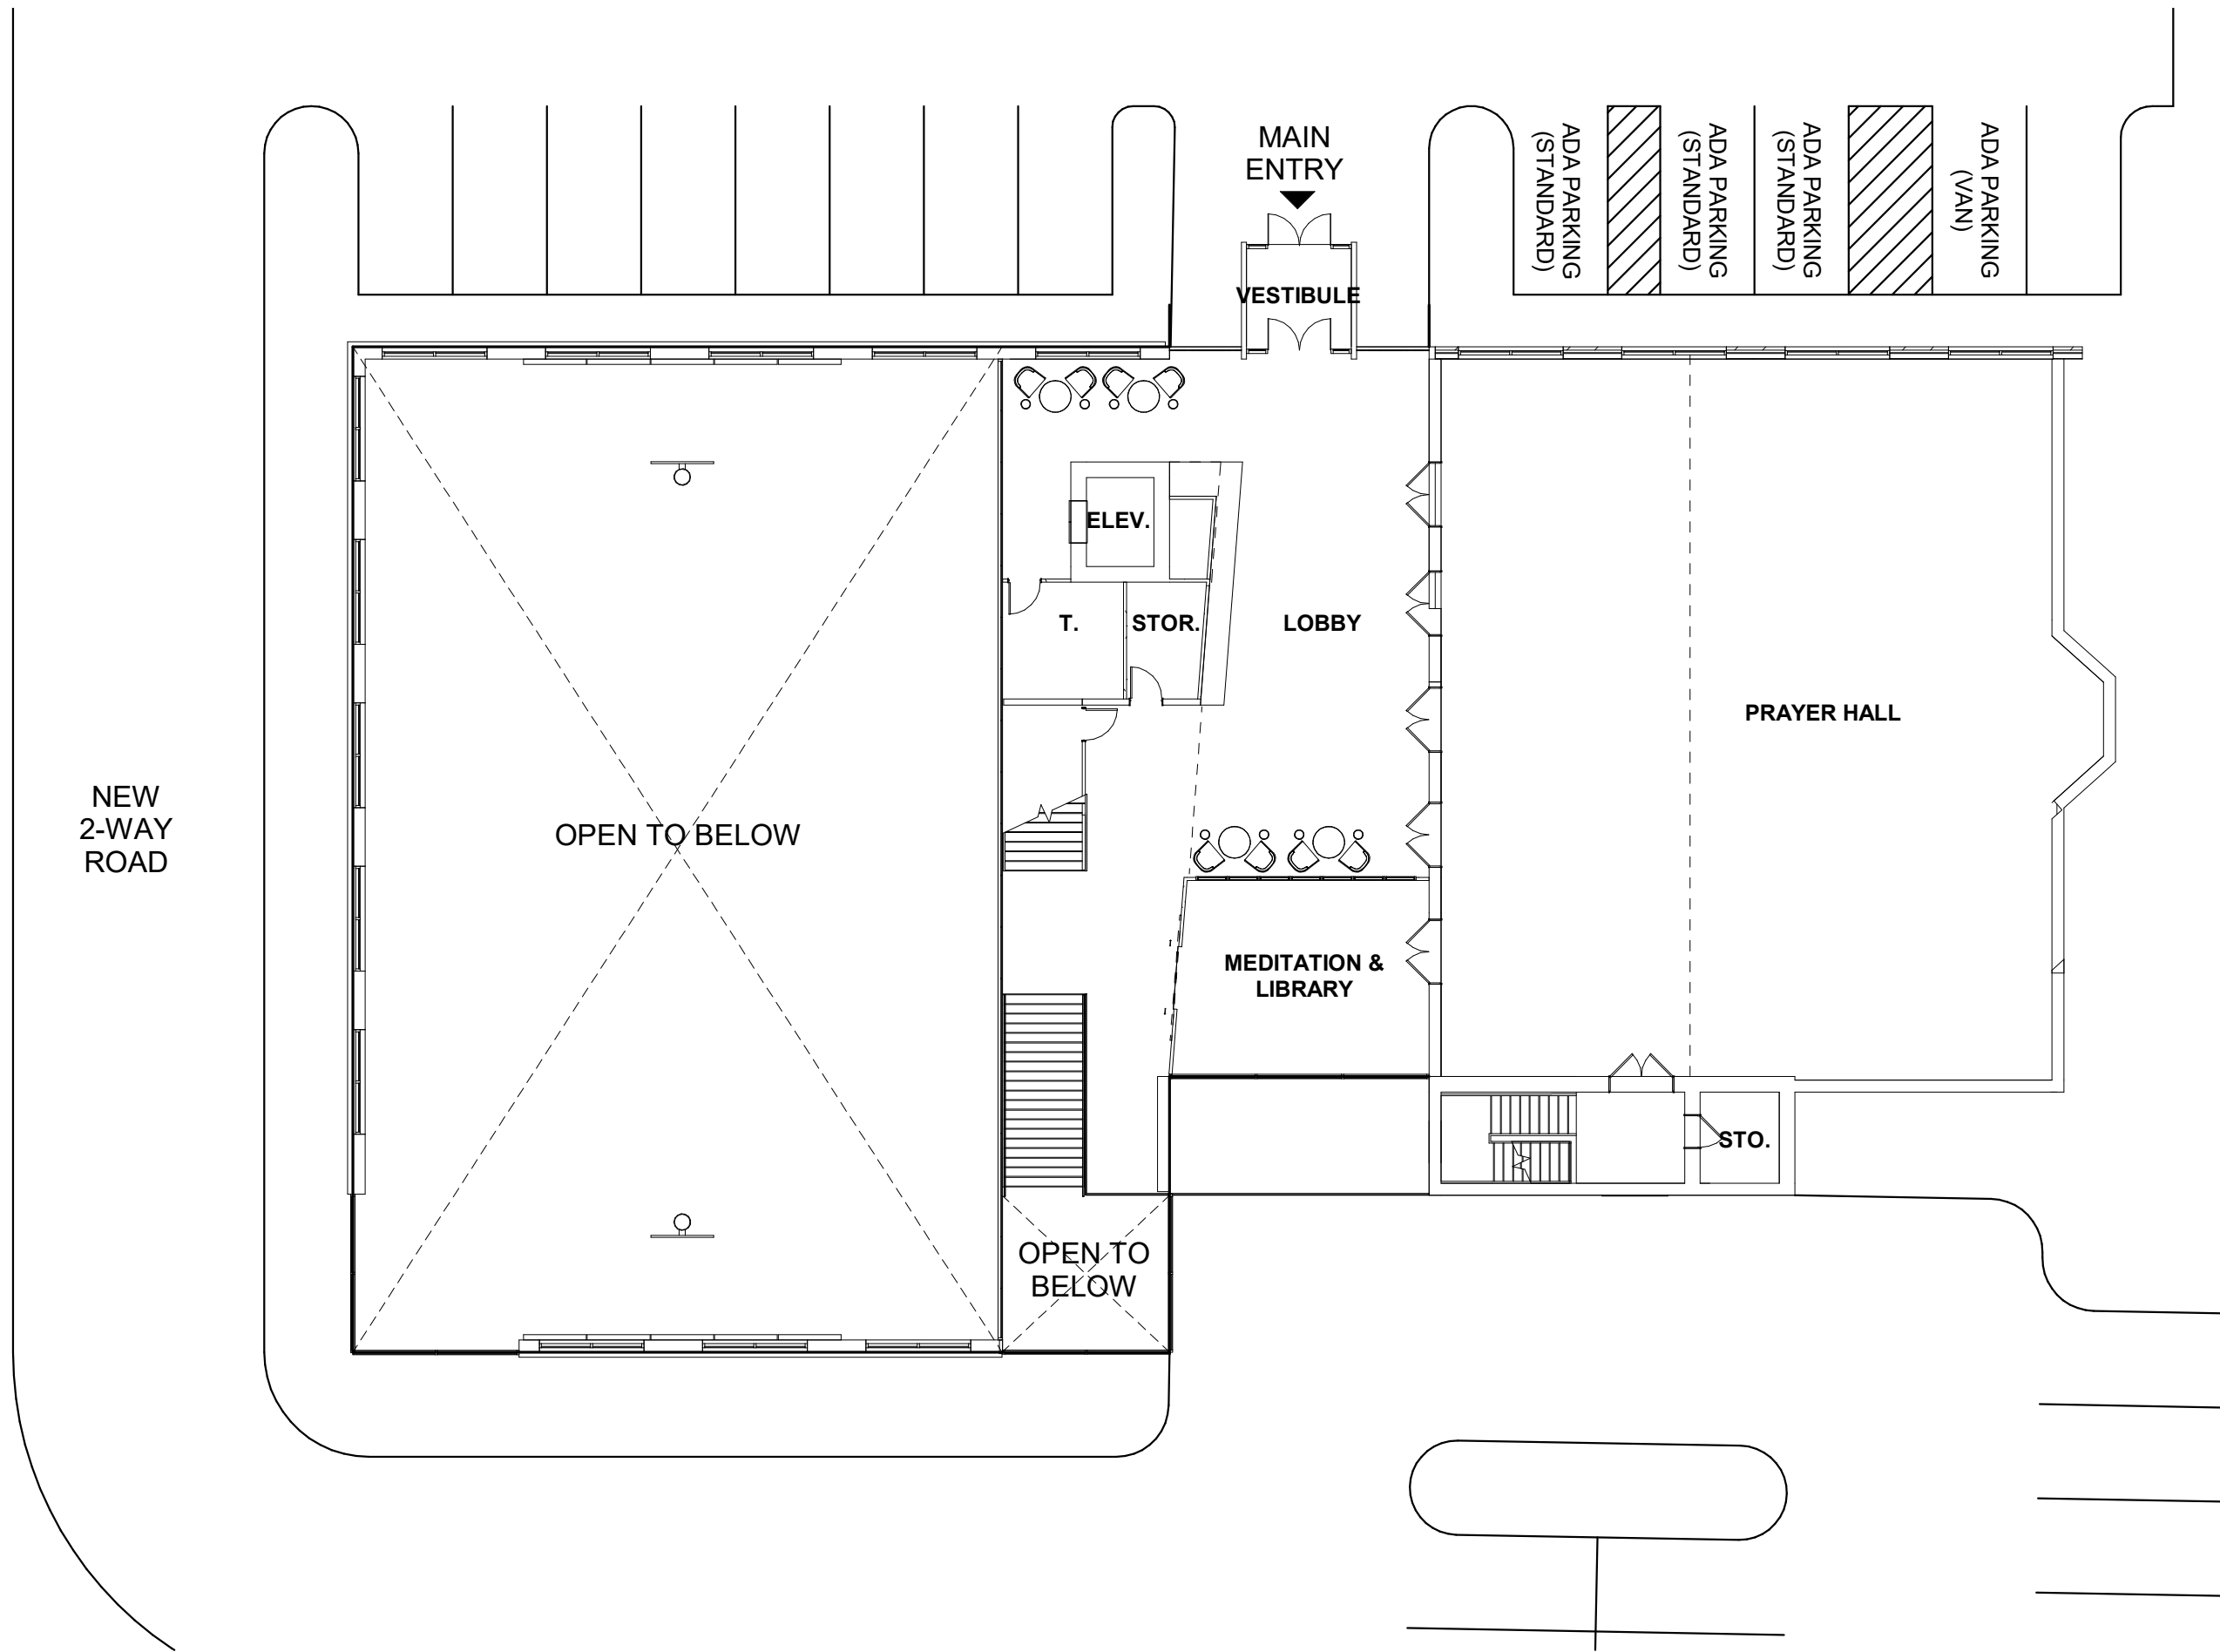 MAIN
ENTRY
ADA PARKING
(STANDARD)
ADA PARKING
(STANDARD)
ADA PARKING
(STANDARD)
ADA PARKING
(VAN)
VESTIBULE
ELEV.
T.
STOR.
LOBBY
PRAYER HALL
NEW
2-WAY
ROAD
OPEN TO BELOW
MEDITATION &
LIBRARY
STO.
OPEN TO
BELOW